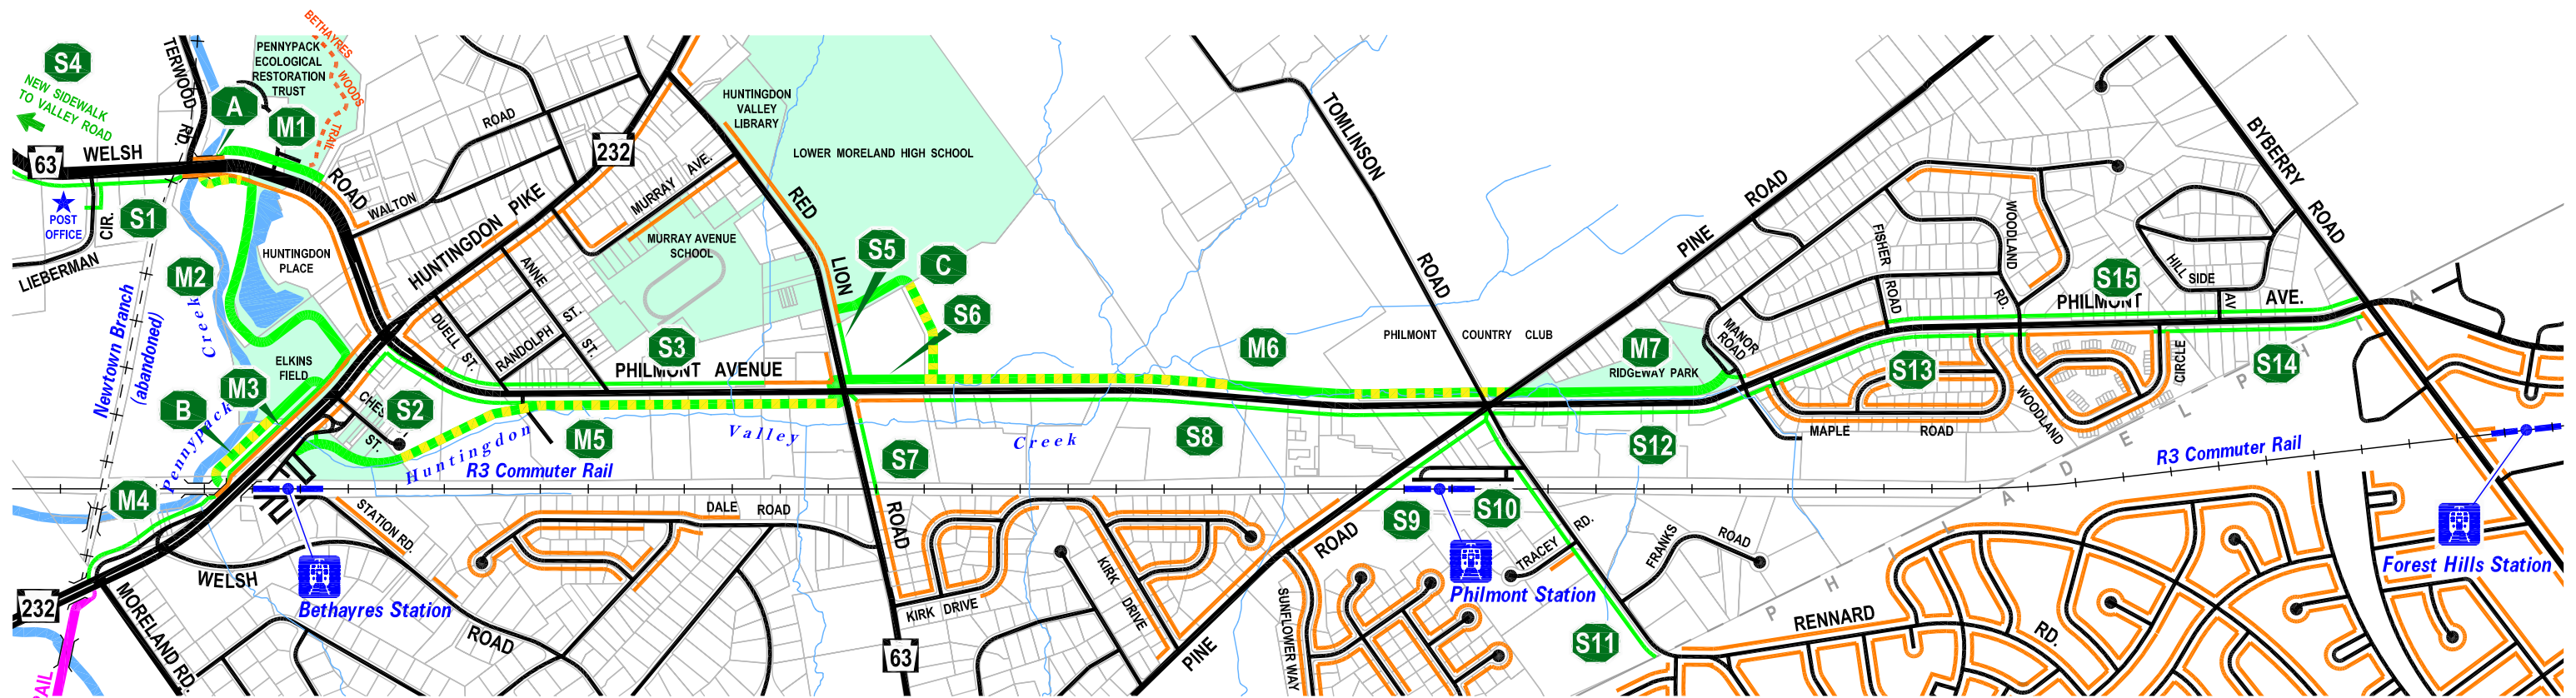 S4
NEW SIDEWALK
TO VALLEY ROAD
63
WELSH
TERWOOD
RD.
A
M1
PENNYPACK
ECOLOGICAL
RESTORATION
TRUST
BETHAYRES
WOODS
TRAIL
ROAD
WALTON
ROAD
POST
OFFICE
CIR.
LIEBERMAN
S1
M2
HUNTINGDON
PLACE
Newtown Branch
(abandoned)
Creek
Pennypack
ELKINS
FIELD
M3
B
M4
HUNTINGDON PIKE
232
MURRAY AVE.
MURRAY AVENUE
SCHOOL
HUNTINGDON
VALLEY
LIBRARY
LOWER MORELAND HIGH SCHOOL
RED
LION
ROAD
ANNE
ST.
DUELL ST.
RANDOLPH
ST.
S3
PHILMONT AVENUE
S2
ST.
M5
Huntingdon
Valley
Creek
R3 Commuter Rail
S5
C
S6
M6
S7
S8
TOMLINSON
ROAD
PHILMONT COUNTRY CLUB
PINE
ROAD
M7
RIDGEWAY PARK
MANOR
ROAD
FISHER
ROAD
WOODLAND
RD.
S15
HILL SIDE
AV
PHILMONT
AVE.
BYBERRY
ROAD
S13
S14
CIRCLE
WOODLAND
MAPLE ROAD
S12
PHILADELPHIA
R3 Commuter Rail
Forest Hills Station
STATION RD.
DALE ROAD
WELSH
ROAD
Bethayres Station
232
MORELAND RD.
AIL
KIRK DRIVE
KIRK
DRIVE
63
PINE
ROAD
SUNFLOWER WAY
S9
S10
Philmont Station
TRACEY
RD.
FRANKS
ROAD
S11
RENNARD
RD.